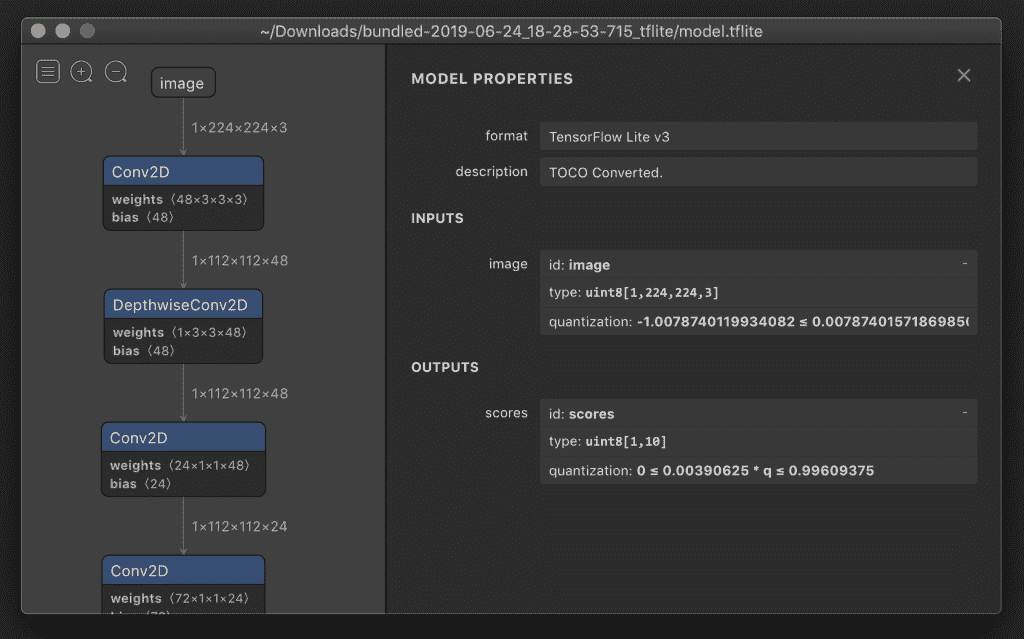 ~/Downloads/bundled-2019-06-24_18-28-53-715_tflite/model.tflite
image
1×224×224×3
Conv2D
weights ⟨48×3×3×3⟩
bias ⟨48⟩
1×112×112×48
DepthwiseConv2D
weights ⟨1×3×3×48⟩
bias ⟨48⟩
1×112×112×48
Conv2D
weights ⟨24×1×1×48⟩
bias ⟨24⟩
1×112×112×24
Conv2D
weights ⟨72×1×1×24⟩
MODEL PROPERTIES
format TensorFlow Lite v3
description TOCO Converted.
INPUTS
image id: image -
type: uint8[1,224,224,3]
quantization: -1.0078740119934082 ≤ 0.00787401571869850
OUTPUTS
scores id: scores -
type: uint8[1,10]
quantization: 0 ≤ 0.00390625 * q ≤ 0.99609375